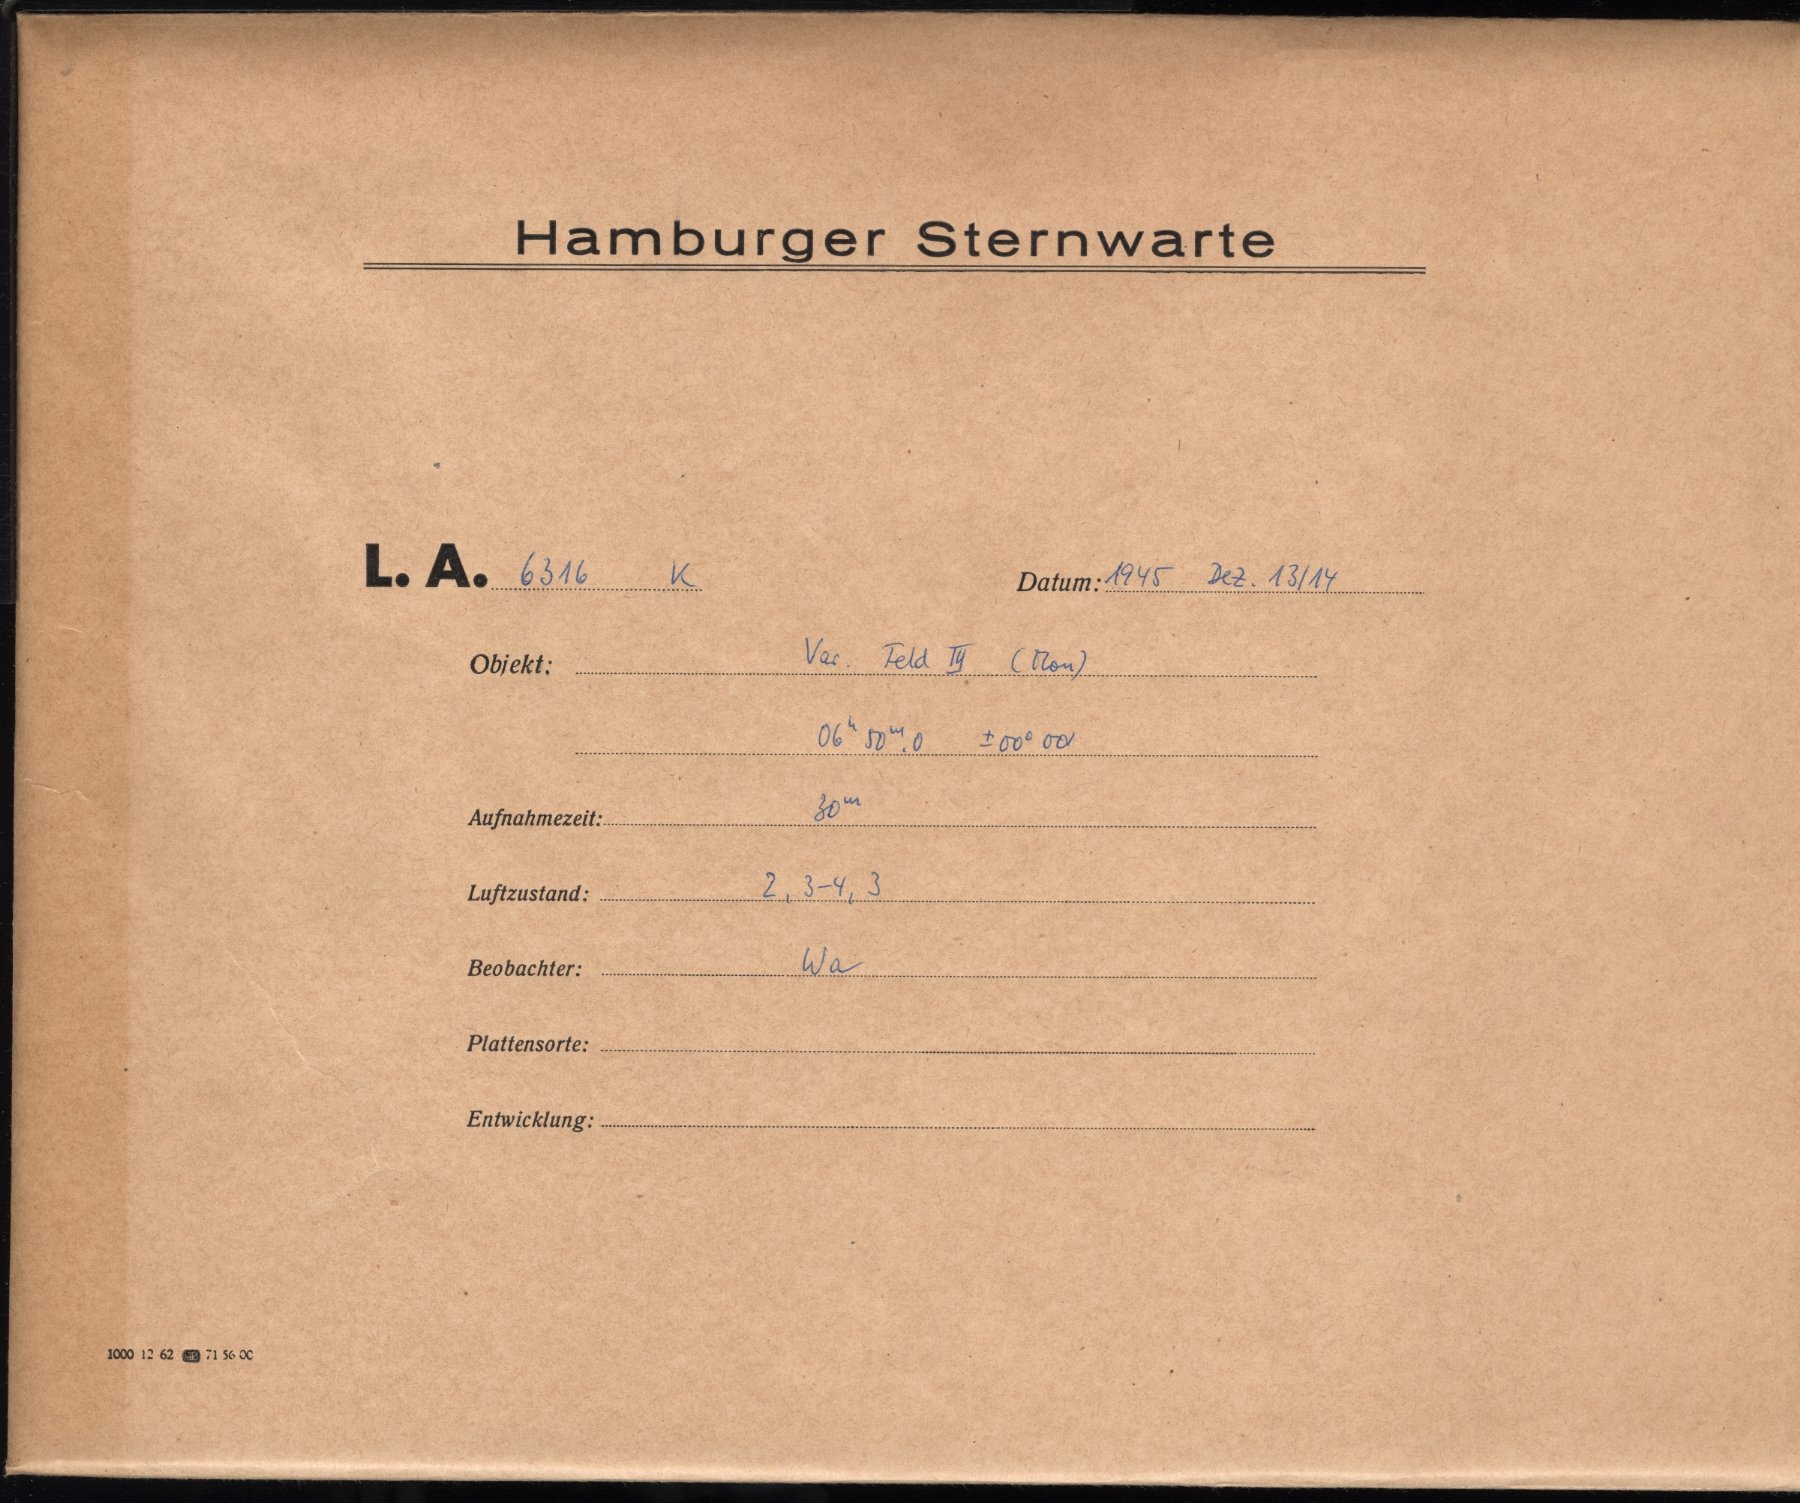 Hamburger Sternwarte
L. A. 6316 K Datum: 1945 Dez. 13/14
Objekt: Var. Feld III (Mon)
06ʰ 50ᵐ.0 ±00° 00'
Aufnahmezeit: 30ᵐ
Luftzustand: 2, 3-4, 3
Beobachter: Wa
Plattensorte:
Entwicklung:
1000 12 62 71 56 00